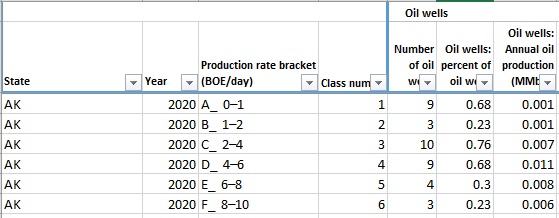 Oil wells
Oil wells:
Number Oil wells: Annual oil
Production rate bracket of oil percent of production
State Year (BOE/day) Class num we oil we (MMb
AK 2020 A_ 0–1 1 9 0.68 0.001
AK 2020 B_ 1–2 2 3 0.23 0.001
AK 2020 C_ 2–4 3 10 0.76 0.007
AK 2020 D_ 4–6 4 9 0.68 0.011
AK 2020 E_ 6–8 5 4 0.3 0.008
AK 2020 F_ 8–10 6 3 0.23 0.006